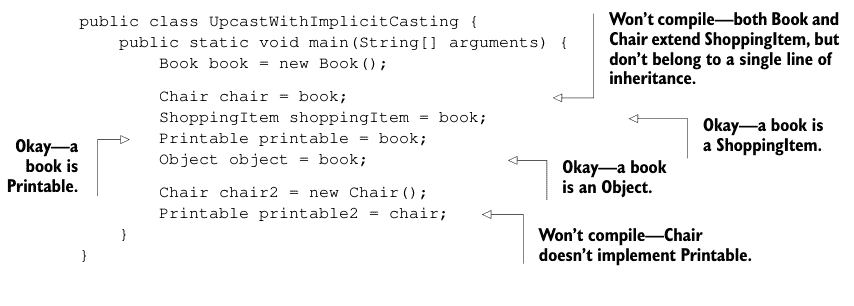 public class UpcastWithImplicitCasting {
public static void main(String[] arguments) {
Book book = new Book();
Chair chair = book;
ShoppingItem shoppingItem = book;
Printable printable = book;
Object object = book;
Chair chair2 = new Chair();
Printable printable2 = chair;
}
}
Won't compile—both Book and
Chair extend ShoppingItem, but
don't belong to a single line of
inheritance.
Okay—a book is
a ShoppingItem.
Okay—a
book is
Printable.
Okay—a book
is an Object.
Won't compile—Chair
doesn't implement Printable.